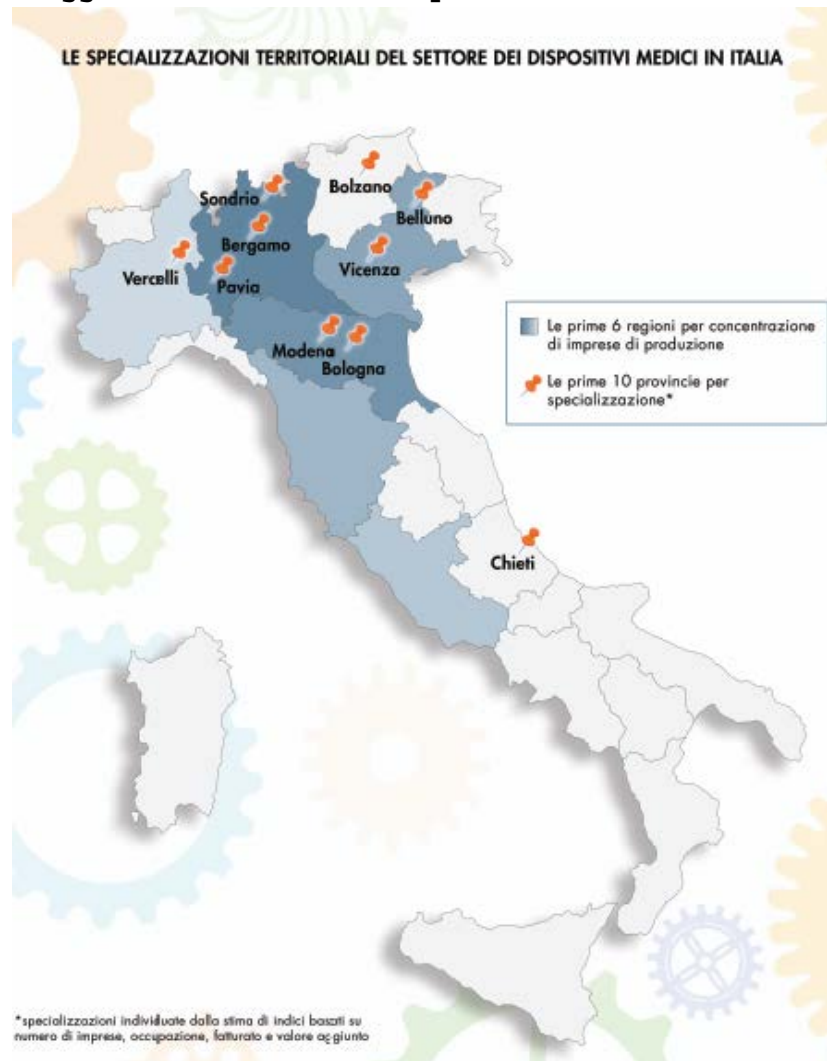 LE SPECIALIZZAZIONI TERRITORIALI DEL SETTORE DEI DISPOSITIVI MEDICI IN ITALIA
Sondrio
Bolzano
Belluno
Bergamo
Vicenza
Vercelli
Pavia
Modena
Bologna
Le prime 6 regioni per concentrazione
di imprese di produzione
Le prime 10 provincie per
specializzazione*
Chieti
*specializzazioni individuate dalla stima di indici basati su
numero di imprese, occupazione, fatturato e valore aggiunto